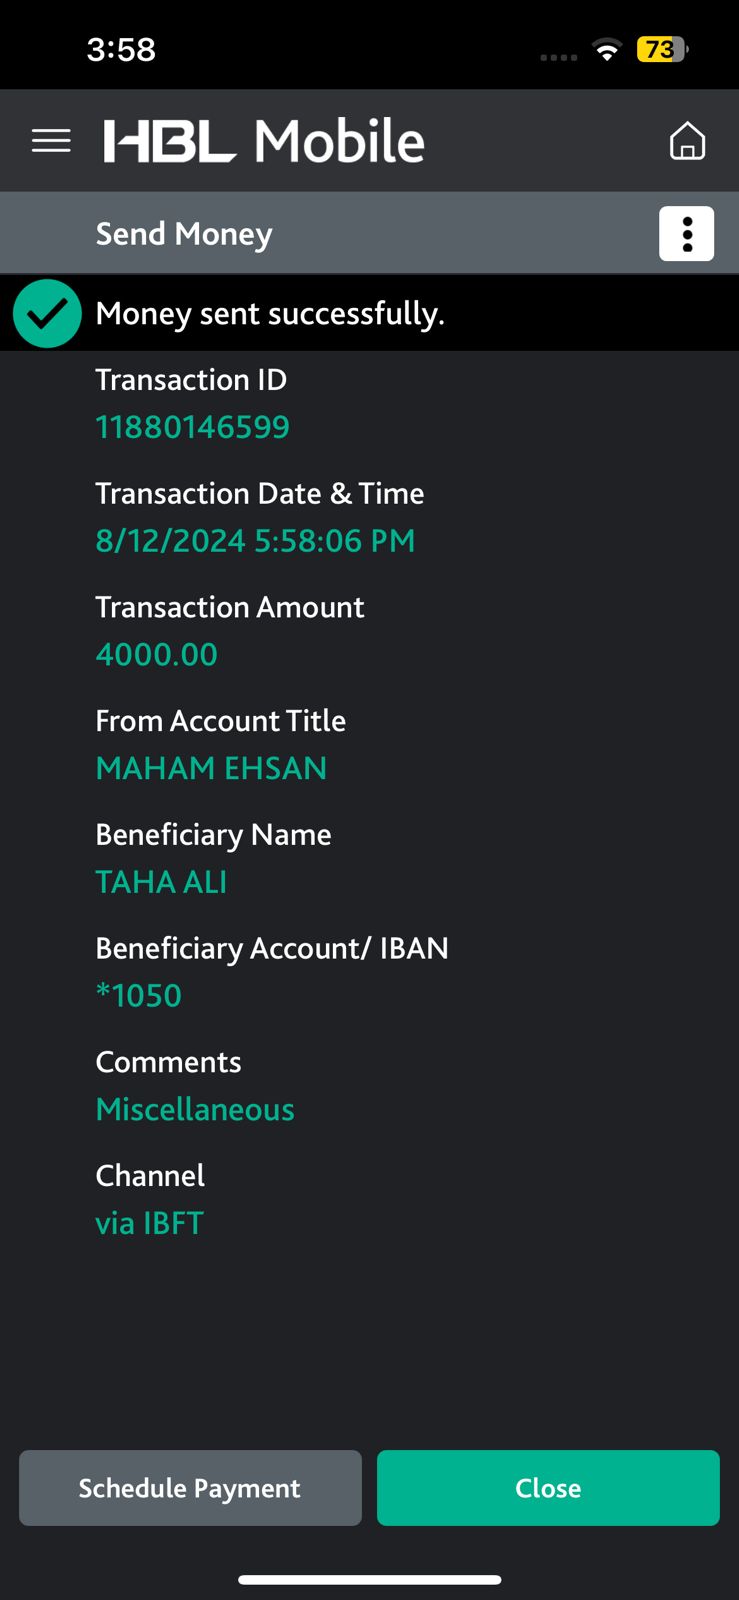 3:58
73
HBL Mobile
Send Money
Money sent successfully.
Transaction ID
11880146599
Transaction Date & Time
8/12/2024 5:58:06 PM
Transaction Amount
4000.00
From Account Title
MAHAM EHSAN
Beneficiary Name
TAHA ALI
Beneficiary Account/ IBAN
*1050
Comments
Miscellaneous
Channel
via IBFT
Schedule Payment
Close